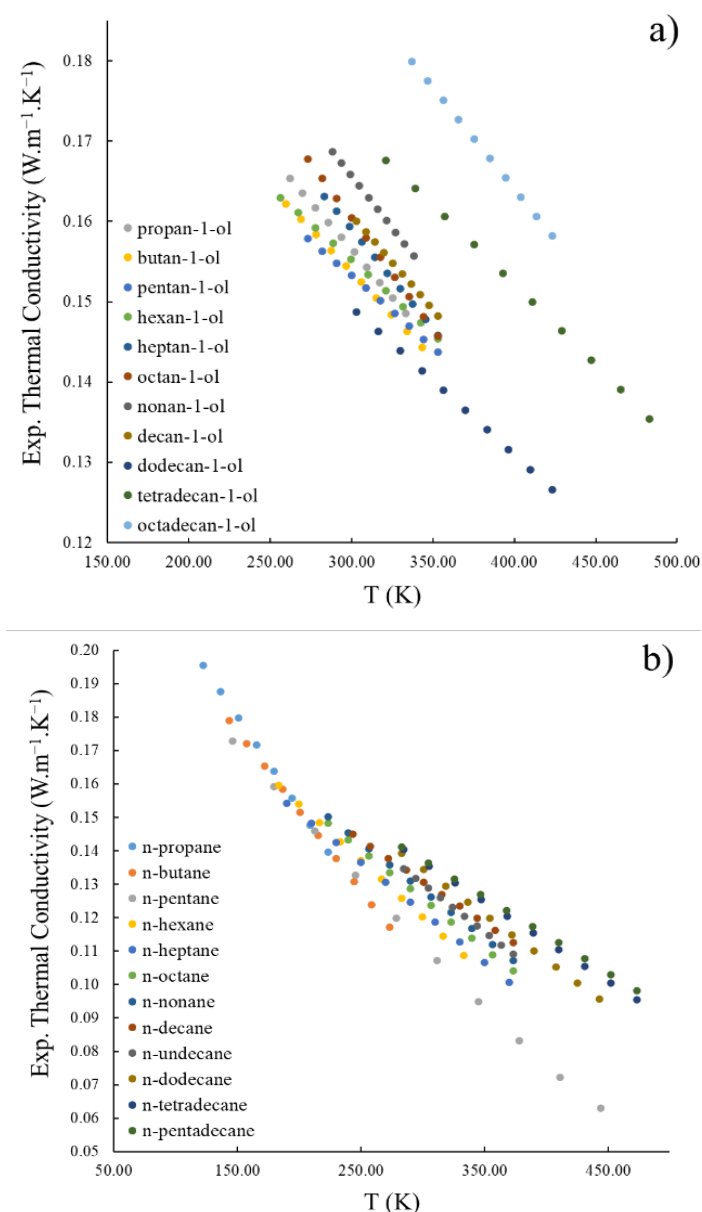 a)
Exp. Thermal Conductivity (W.m⁻¹.K⁻¹)
0.18
0.17
0.16
0.15
0.14
0.13
0.12
propan-1-ol
butan-1-ol
pentan-1-ol
hexan-1-ol
heptan-1-ol
octan-1-ol
nonan-1-ol
decan-1-ol
dodecan-1-ol
tetradecan-1-ol
octadecan-1-ol
150.00 200.00 250.00 300.00 350.00 400.00 450.00 500.00
T (K)
b)
Exp. Thermal Conductivity (W.m⁻¹.K⁻¹)
0.20
0.19
0.18
0.17
0.16
0.15
0.14
0.13
0.12
0.11
0.10
0.09
0.08
0.07
0.06
0.05
n-propane
n-butane
n-pentane
n-hexane
n-heptane
n-octane
n-nonane
n-decane
n-undecane
n-dodecane
n-tetradecane
n-pentadecane
50.00 150.00 250.00 350.00 450.00
T (K)